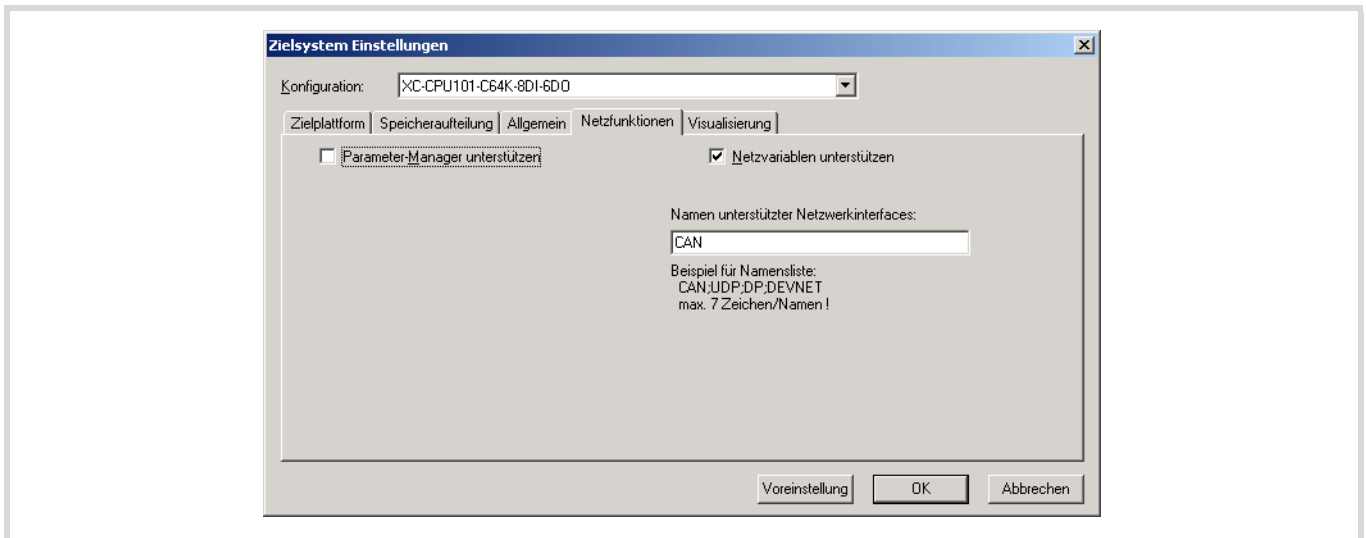 Zielsystem Einstellungen
Konfiguration: XC-CPU101-C64K-8DI-6DO
Zielplattform Speicheraufteilung Allgemein Netzfunktionen Visualisierung
Parameter-Manager unterstützen Netzvariablen unterstützen
Namen unterstützter Netzwerkinterfaces:
CAN
Beispiel für Namensliste:
CAN;UDP;DP;DEVNET
max. 7 Zeichen/Namen !
Voreinstellung OK Abbrechen